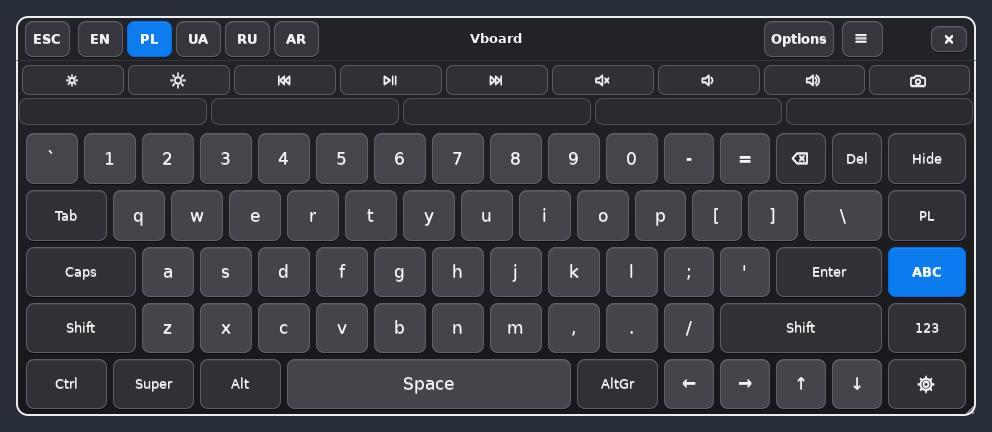 ESC EN PL UA RU AR Vboard Options ≡ ×
` 1 2 3 4 5 6 7 8 9 0 - = ⌫ Del Hide
Tab q w e r t y u i o p [ ] \ PL
Caps a s d f g h j k l ; ' Enter ABC
Shift z x c v b n m , . / Shift 123
Ctrl Super Alt Space AltGr ← → ↑ ↓